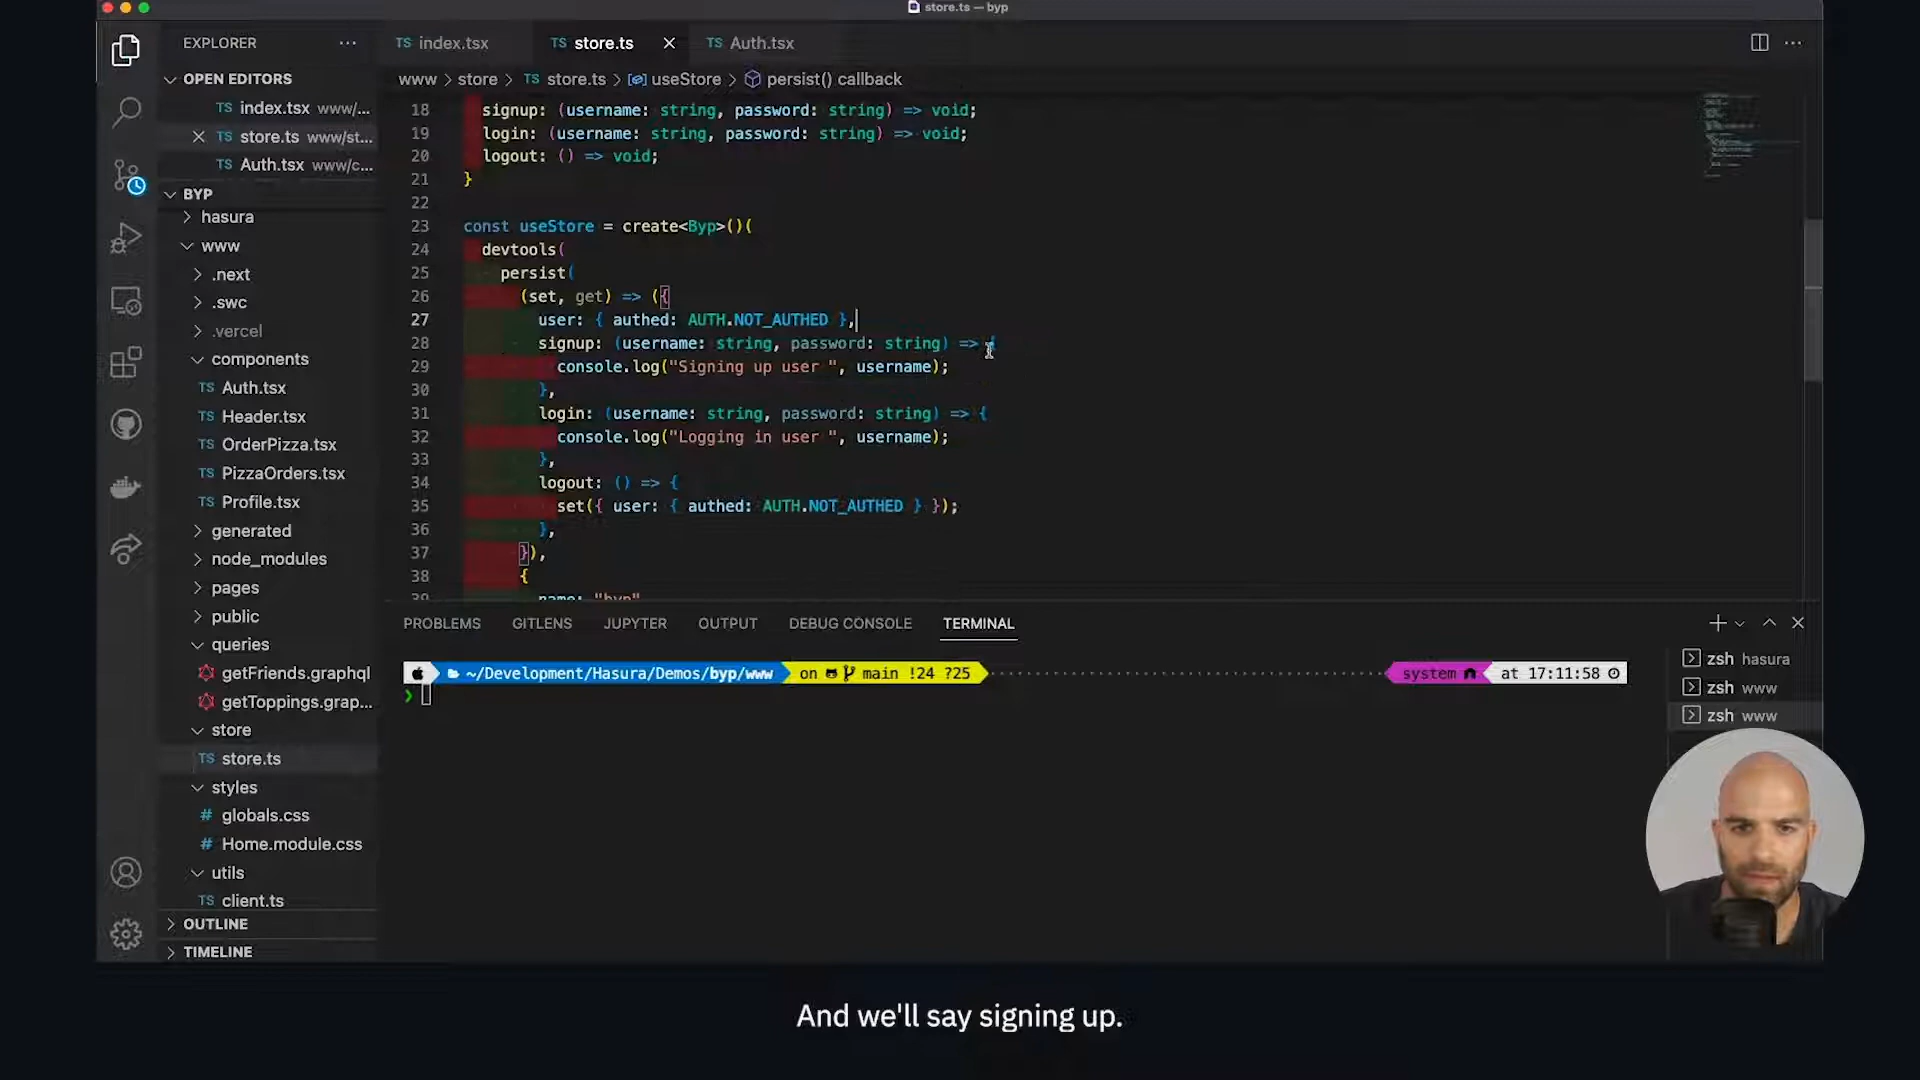 store.ts — byp
EXPLORER
OPEN EDITORS
TS index.tsx www/...
TS store.ts www/st...
TS Auth.tsx www/c...
BYP
hasura
www
.next
.swc
.vercel
components
TS Auth.tsx
TS Header.tsx
TS OrderPizza.tsx
TS PizzaOrders.tsx
TS Profile.tsx
generated
node_modules
pages
public
queries
getFriends.graphql
getToppings.grap...
store
TS store.ts
styles
# globals.css
# Home.module.css
utils
TS client.ts
OUTLINE
TIMELINE
TS index.tsx TS store.ts TS Auth.tsx
www > store > TS store.ts > useStore > persist() callback
18 signup: (username: string, password: string) => void;
19 login: (username: string, password: string) => void;
20 logout: () => void;
21 }
22
23 const useStore = create<Byp>()(
24 devtools(
25 persist(
26 (set, get) => ({
27 user: { authed: AUTH.NOT_AUTHED },
28 signup: (username: string, password: string) => {
29 console.log("Signing up user ", username);
30 },
31 login: (username: string, password: string) => {
32 console.log("Logging in user ", username);
33 },
34 logout: () => {
35 set({ user: { authed: AUTH.NOT_AUTHED } });
36 },
37 }),
38 {
39 name: "byp"
PROBLEMS GITLENS JUPYTER OUTPUT DEBUG CONSOLE TERMINAL
~/Development/Hasura/Demos/byp/www on main !24 ?25 system at 17:11:58
❯
zsh hasura
zsh www
zsh www
And we'll say signing up.